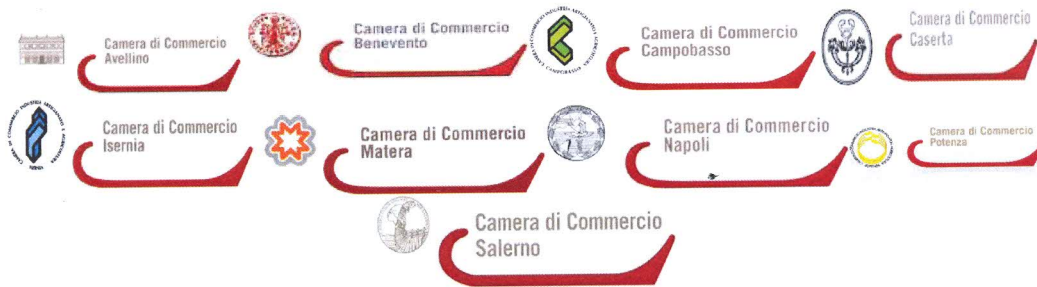 Camera di Commercio
Avellino
Camera di Commercio
Benevento
Camera di Commercio
Campobasso
Camera di Commercio
Caserta
Camera di Commercio
Isernia
Camera di Commercio
Matera
Camera di Commercio
Napoli
Camera di Commercio
Potenza
Camera di Commercio
Salerno